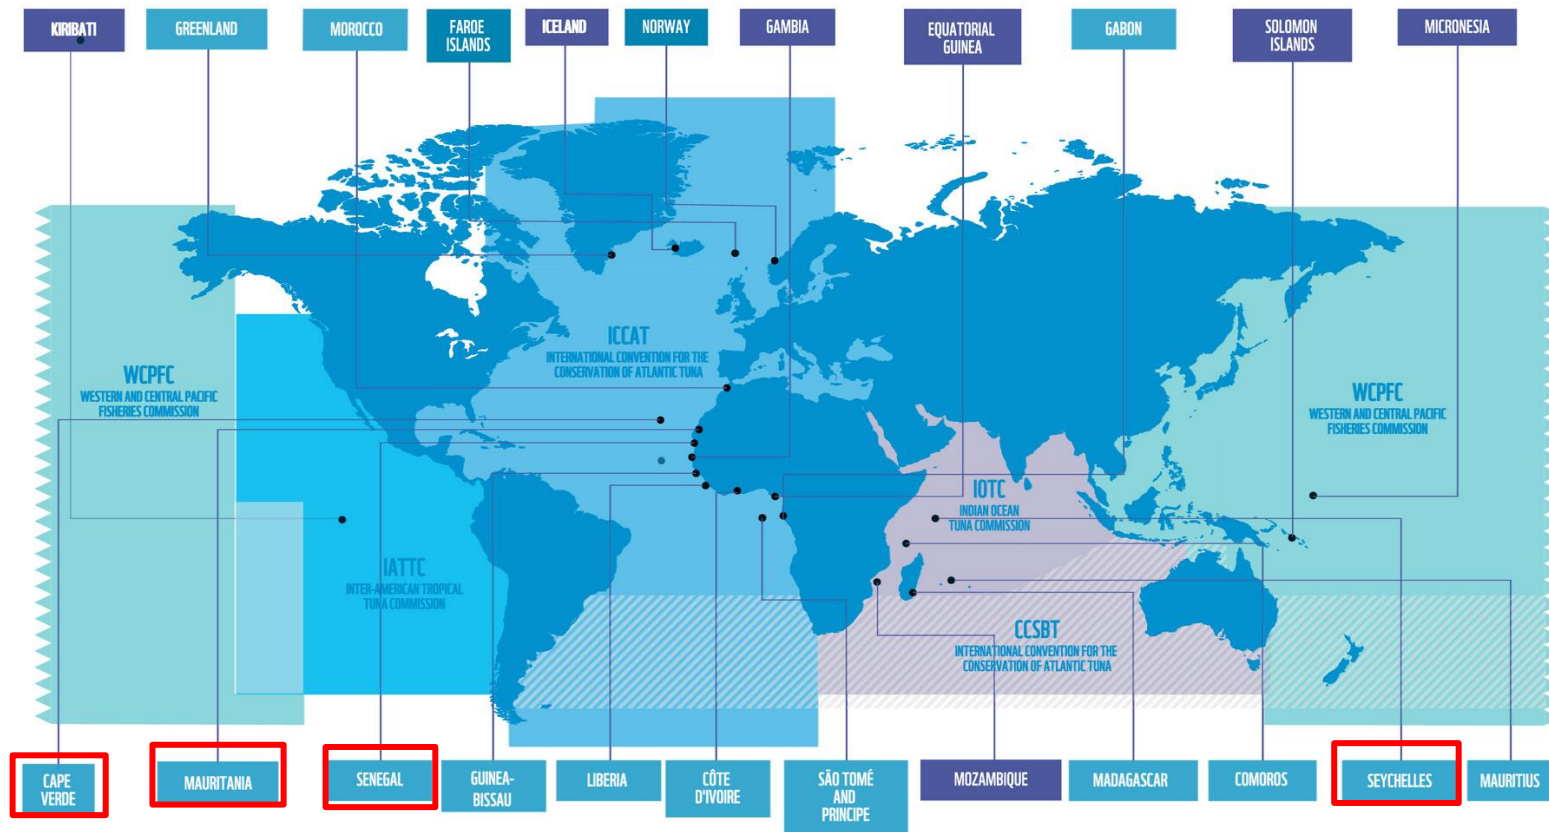 KIRIBATI
GREENLAND
MOROCCO
FAROE
ISLANDS
ICELAND
NORWAY
GAMBIA
EQUATORIAL
GUINEA
GABON
SOLOMON
ISLANDS
MICRONESIA
ICCAT
INTERNATIONAL CONVENTION FOR THE
CONSERVATION OF ATLANTIC TUNA
WCPFC
WESTERN AND CENTRAL PACIFIC
FISHERIES COMMISSION
WCPFC
WESTERN AND CENTRAL PACIFIC
FISHERIES COMMISSION
IOTC
INDIAN OCEAN
TUNA COMMISSION
IATTC
INTER-AMERICAN TROPICAL
TUNA COMMISSION
CCSBT
INTERNATIONAL CONVENTION FOR THE
CONSERVATION OF ATLANTIC TUNA
CAPE
VERDE
MAURITANIA
SENEGAL
GUINEA-
BISSAU
LIBERIA
CÔTE
D'IVOIRE
SÃO TOMÉ
AND
PRINCIPE
MOZAMBIQUE
MADAGASCAR
COMOROS
SEYCHELLES
MAURITIUS